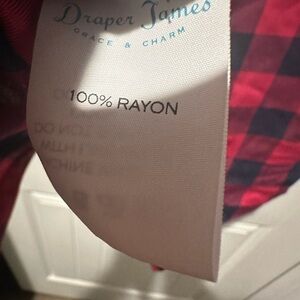 Draper James
GRACE & CHARM
100% RAYON